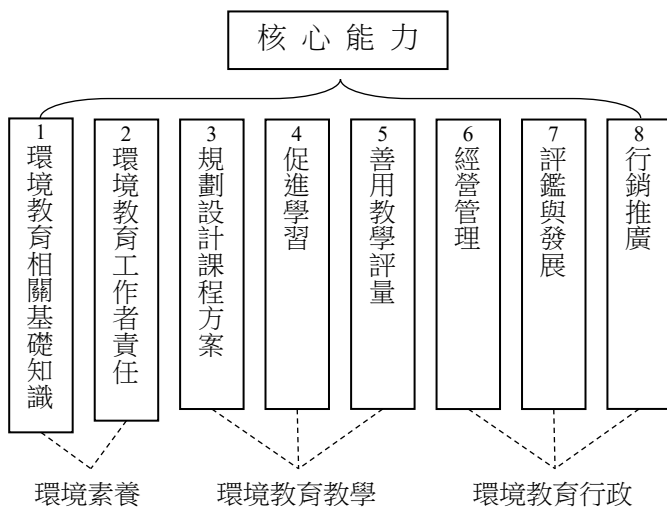 核心能力
1
環境教育相關基礎知識
2
環境教育工作者責任
3
規劃設計課程方案
4
促進學習
5
善用教學評量
6
經營管理
7
評鑑與發展
8
行銷推廣
環境素養
環境教育教學
環境教育行政